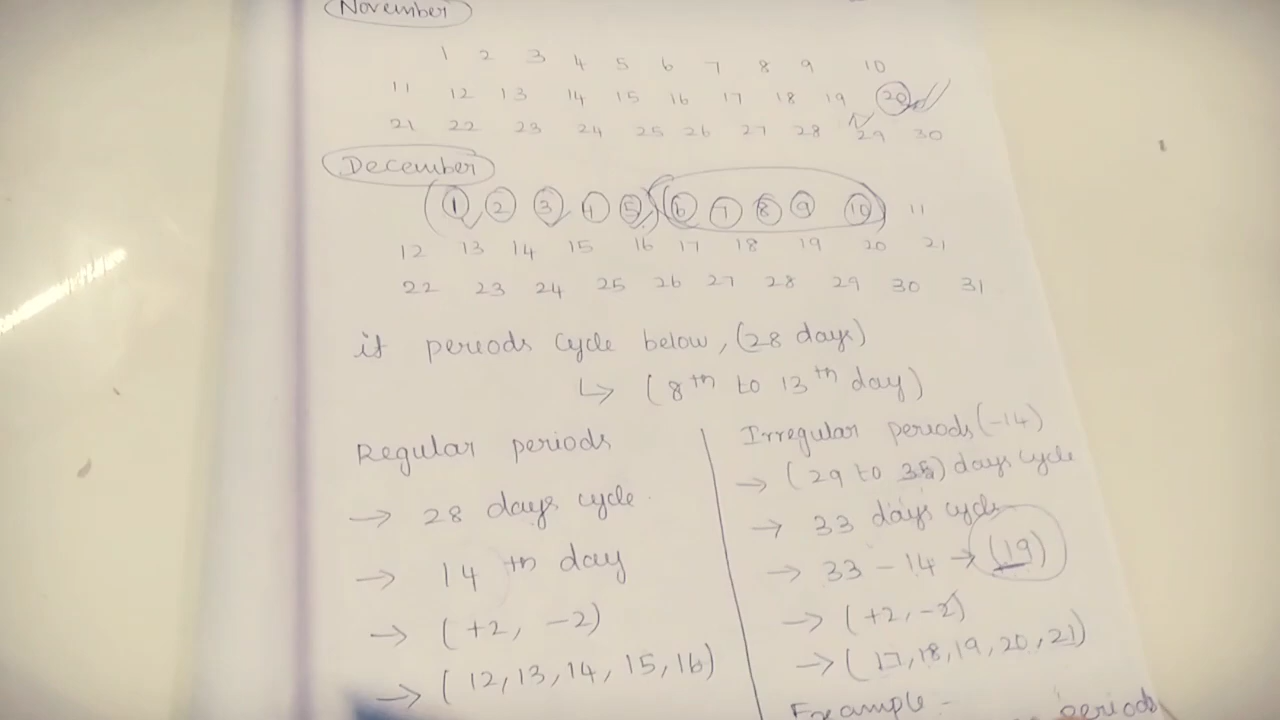 November
1 2 3 4 5 6 7 8 9 10
11 12 13 14 15 16 17 18 19 20
21 22 23 24 25 26 27 28 29 30
December
(1 2 3 4 5) (6 7 8 9 10) 11
12 13 14 15 16 17 18 19 20 21
22 23 24 25 26 27 28 29 30 31
if periods cycle below, (28 days)
↳ (8th to 13th day)
Regular periods
→ 28 days cycle
→ 14th day
→ (+2, -2)
→ (12, 13, 14, 15, 16)
Irregular periods (-14)
→ (29 to 35) days cycle
→ 33 days cycle
→ 33 - 14 → (19)
→ (+2, -2)
→ (17, 18, 19, 20, 21)
Example - periods